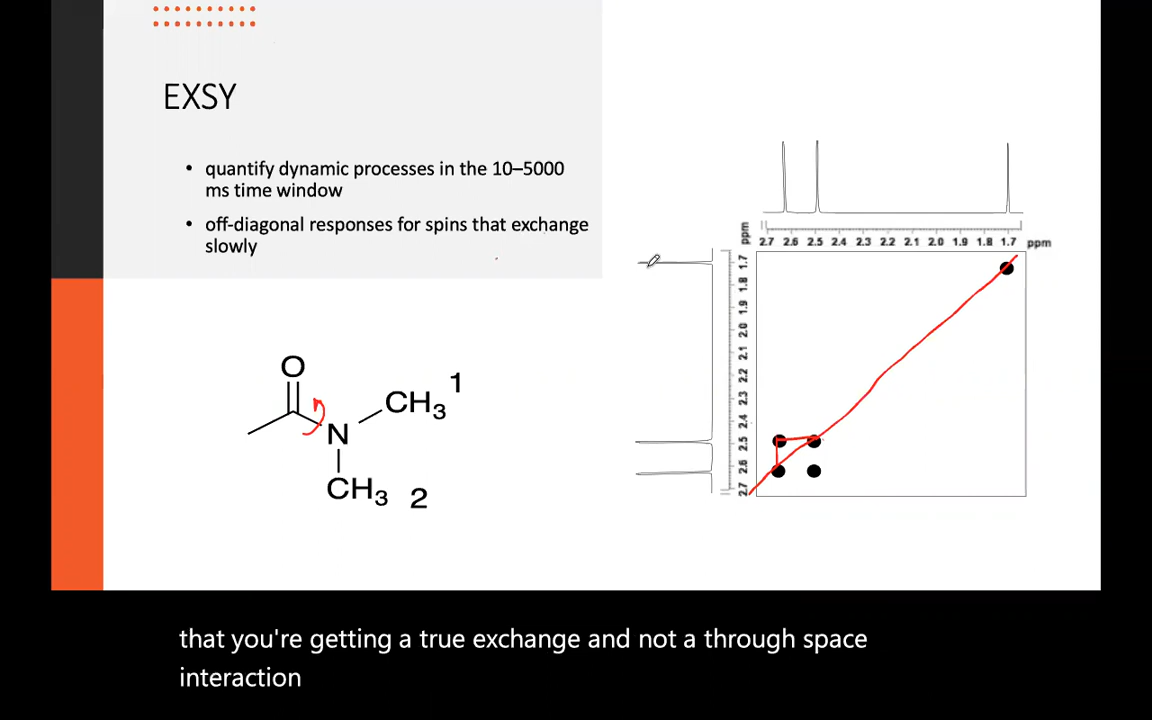 EXSY
• quantify dynamic processes in the 10–5000
ms time window
• off-diagonal responses for spins that exchange
slowly
O
N
CH3 1
CH3 2
ppm
2.7 2.6 2.5 2.4 2.3 2.2 2.1 2.0 1.9 1.8 1.7 ppm
1.7
1.8
1.9
2.0
2.1
2.2
2.3
2.4
2.5
2.6
2.7
that you're getting a true exchange and not a through space
interaction